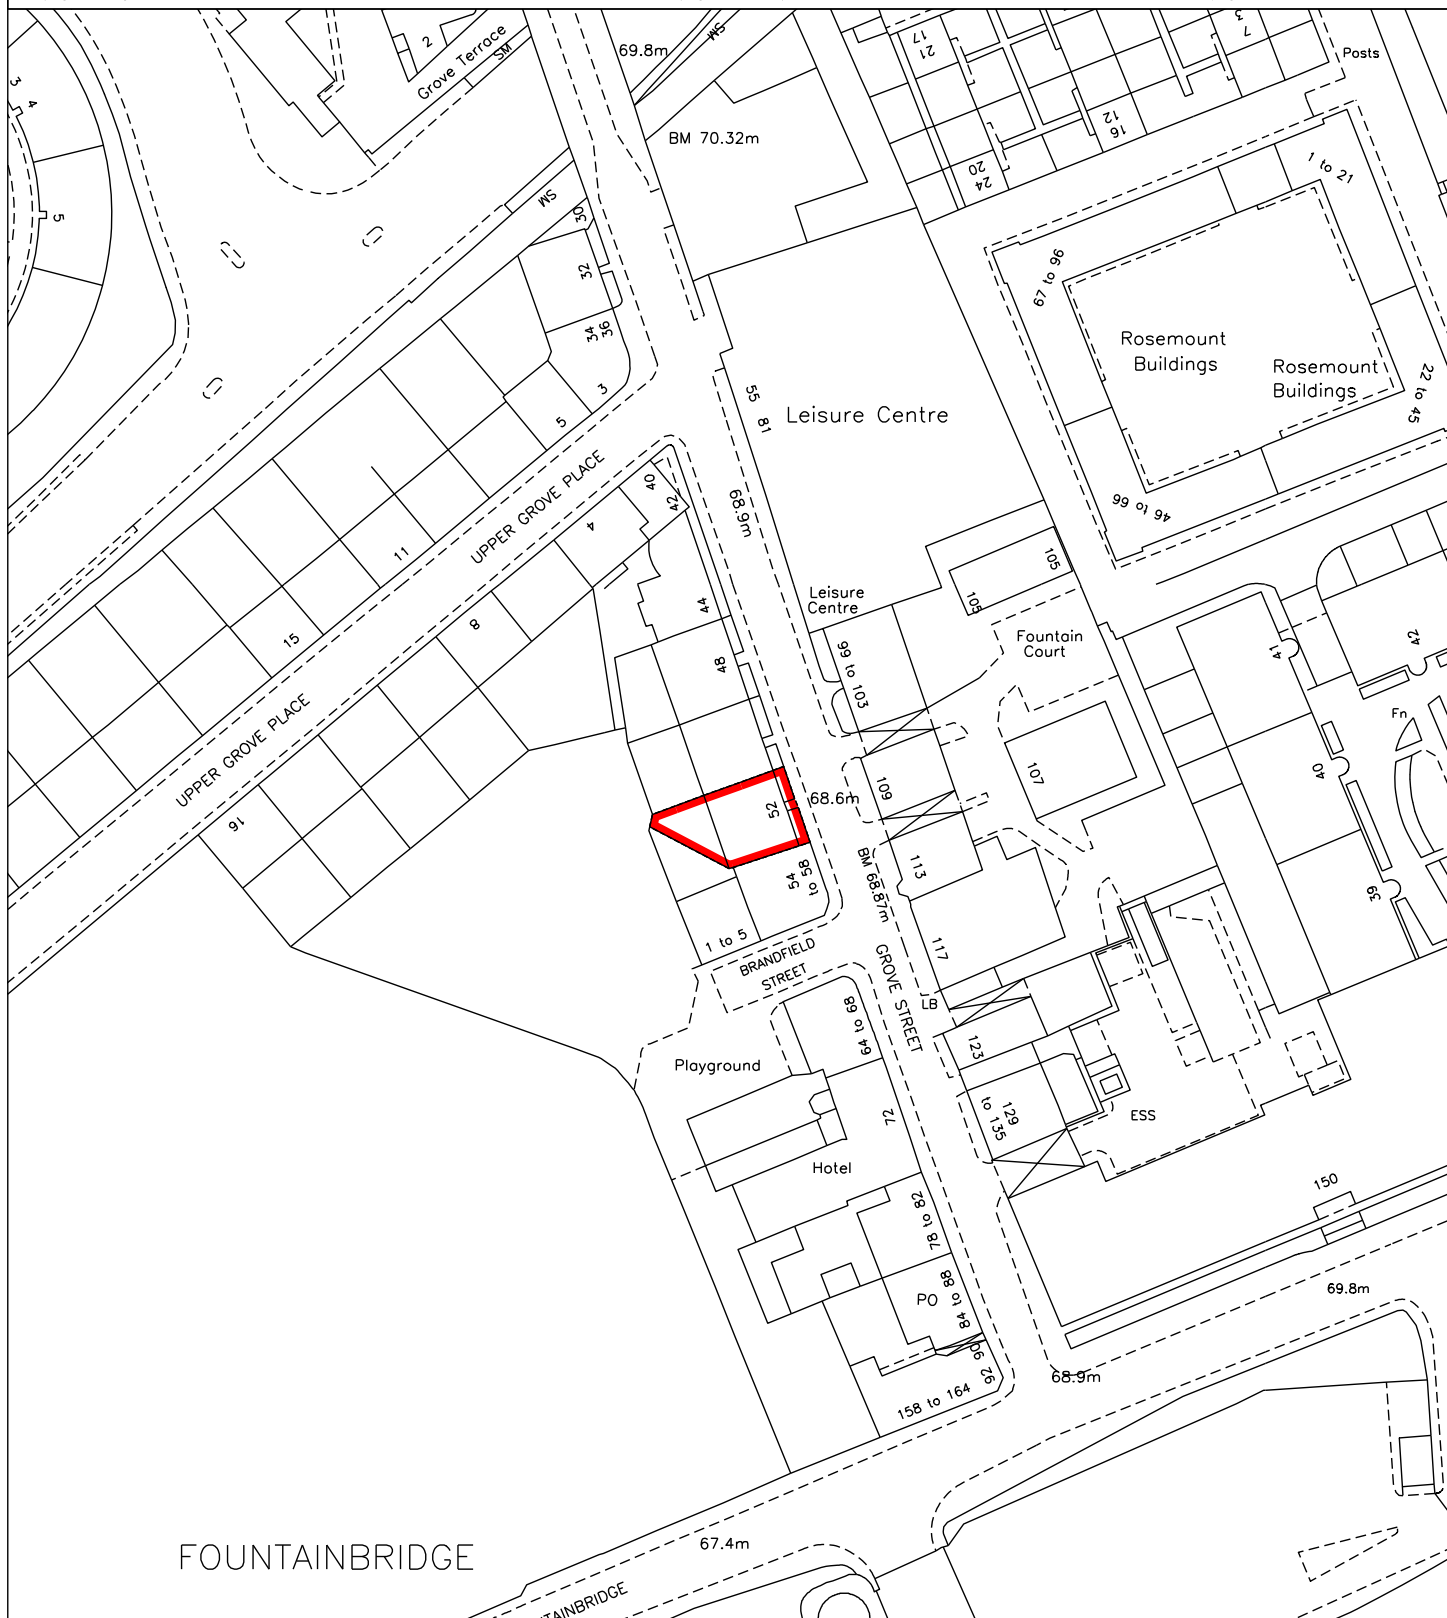 2
Grove Terrace
SM
69.8m
SM
BM 70.32m
17
21
3
7
Posts
12
16
20
24
1 to 21
3
4
5
SM
30
32
34
36
67 to 96
Rosemount
Buildings
Rosemount
Buildings
22 to 45
46 to 66
55 81
Leisure Centre
3
5
11
15
UPPER GROVE PLACE
40
42
4
8
68.9m
44
48
Leisure
Centre
99 to 103
105
105
Fountain
Court
41
42
Fn
40
39
UPPER GROVE PLACE
16
52
68.6m
109
107
54
to 58
BM 68.87m
113
117
1 to 5
BRANDFIELD
STREET
GROVE STREET
LB
64 to 68
123
Playground
72
129
to 135
ESS
Hotel
150
78 to 82
PO
84 to 88
90
92
69.8m
68.9m
158 to 164
67.4m
FOUNTAINBRIDGE
NTAINBRIDGE